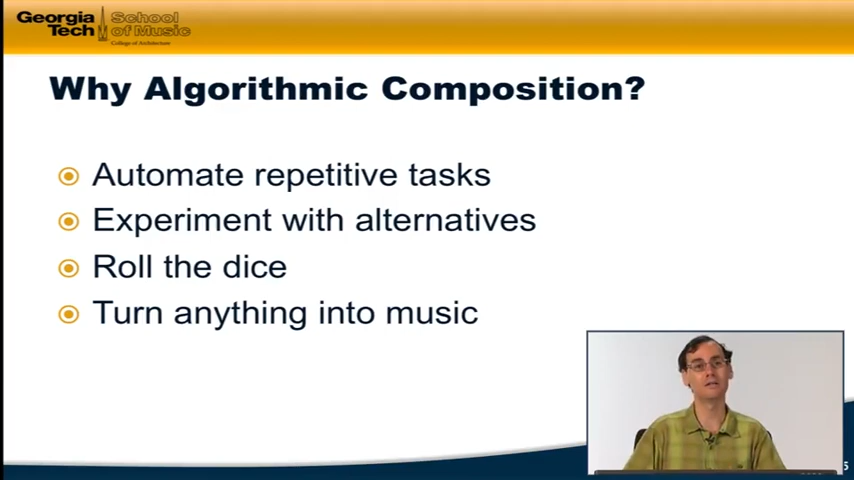 Georgia Tech School of Music
College of Architecture
Why Algorithmic Composition?
Automate repetitive tasks
Experiment with alternatives
Roll the dice
Turn anything into music
5